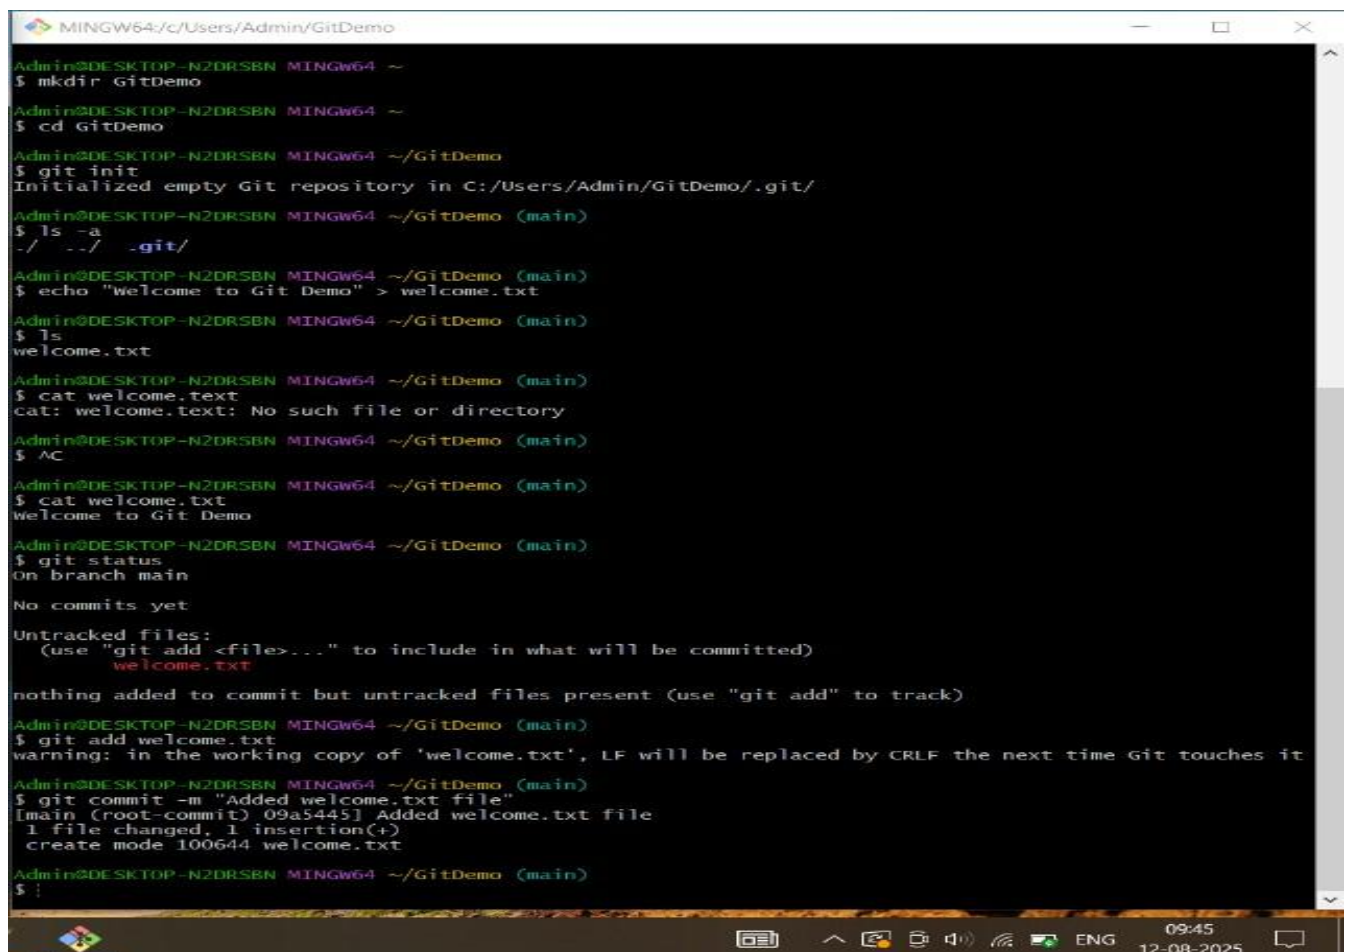 MINGW64:/c/Users/Admin/GitDemo
Admin@DESKTOP-N2DRSBN MINGW64 ~
$ mkdir GitDemo
Admin@DESKTOP-N2DRSBN MINGW64 ~
$ cd GitDemo
Admin@DESKTOP-N2DRSBN MINGW64 ~/GitDemo
$ git init
Initialized empty Git repository in C:/Users/Admin/GitDemo/.git/
Admin@DESKTOP-N2DRSBN MINGW64 ~/GitDemo (main)
$ ls -a
./  ../  .git/
Admin@DESKTOP-N2DRSBN MINGW64 ~/GitDemo (main)
$ echo "Welcome to Git Demo" > welcome.txt
Admin@DESKTOP-N2DRSBN MINGW64 ~/GitDemo (main)
$ ls
welcome.txt
Admin@DESKTOP-N2DRSBN MINGW64 ~/GitDemo (main)
$ cat welcome.text
cat: welcome.text: No such file or directory
Admin@DESKTOP-N2DRSBN MINGW64 ~/GitDemo (main)
$ ^C
Admin@DESKTOP-N2DRSBN MINGW64 ~/GitDemo (main)
$ cat welcome.txt
Welcome to Git Demo
Admin@DESKTOP-N2DRSBN MINGW64 ~/GitDemo (main)
$ git status
On branch main
No commits yet
Untracked files:
  (use "git add <file>..." to include in what will be committed)
        welcome.txt
nothing added to commit but untracked files present (use "git add" to track)
Admin@DESKTOP-N2DRSBN MINGW64 ~/GitDemo (main)
$ git add welcome.txt
warning: in the working copy of 'welcome.txt', LF will be replaced by CRLF the next time Git touches it
Admin@DESKTOP-N2DRSBN MINGW64 ~/GitDemo (main)
$ git commit -m "Added welcome.txt file"
[main (root-commit) 09a5445] Added welcome.txt file
 1 file changed, 1 insertion(+)
 create mode 100644 welcome.txt
Admin@DESKTOP-N2DRSBN MINGW64 ~/GitDemo (main)
$
ENG
09:45
12-08-2025